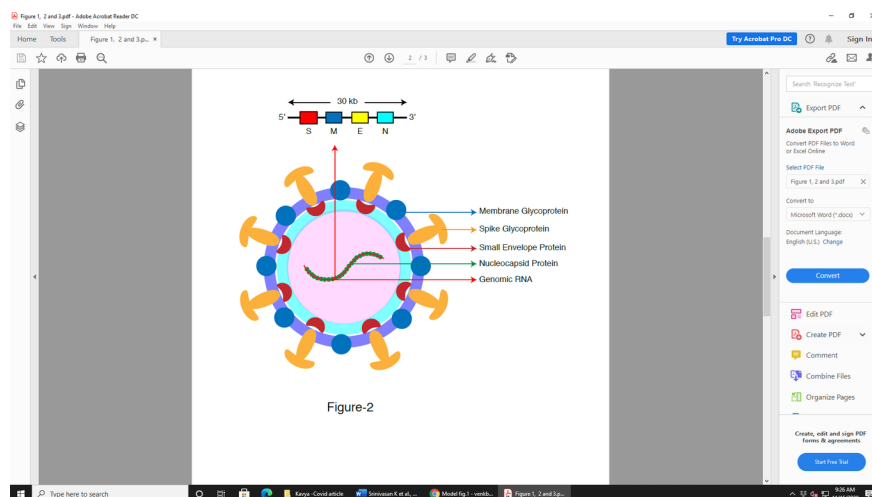 Figure 1, 2 and 3.pdf - Adobe Acrobat Reader DC
File Edit View Sign Window Help
Home Tools Figure 1, 2 and 3.p... ×
Try Acrobat Pro DC
Sign In
2 / 3
30 kb
5' 3'
S M E N
Membrane Glycoprotein
Spike Glycoprotein
Small Envelope Protein
Nucleocapsid Protein
Genomic RNA
Figure-2
Search 'Recognize Text'
Export PDF
Adobe Export PDF
Convert PDF Files to Word
or Excel Online
Select PDF File
Figure 1, 2 and 3.pdf
Convert to
Microsoft Word (*.docx)
Document Language:
English (U.S.) Change
Convert
Edit PDF
Create PDF
Comment
Combine Files
Organize Pages
Create, edit and sign PDF
forms & agreements
Start Free Trial
Type here to search
Kavya -Covid article
Srinivasan K et al., ...
Model fig.1 - venkb...
Figure 1, 2 and 3.p...
9:26 AM